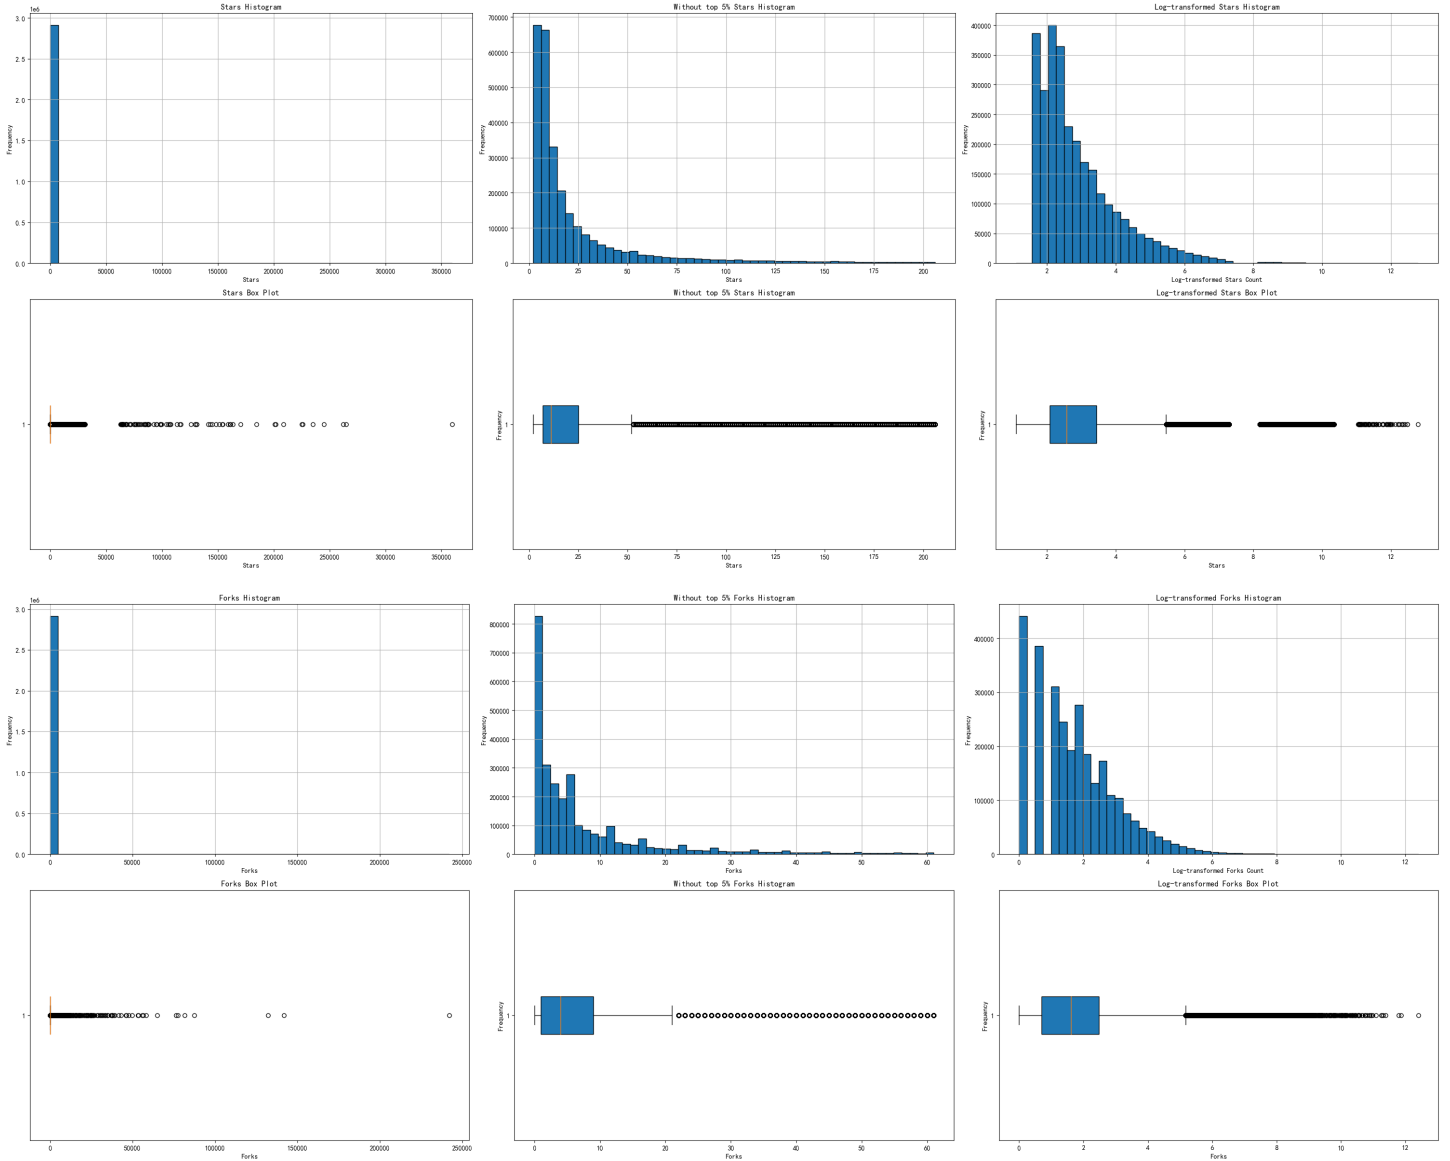 Stars Histogram
1e6
3.0
2.5
2.0
1.5
1.0
0.5
0.0
Frequency
0 50000 100000 150000 200000 250000 300000 350000
Stars
Without top 5% Stars Histogram
700000
600000
500000
400000
300000
200000
100000
0
Frequency
0 25 50 75 100 125 150 175 200
Stars
Log-transformed Stars Histogram
400000
350000
300000
250000
200000
150000
100000
50000
0
Frequency
2 4 6 8 10 12
Log-transformed Stars Count
Stars Box Plot
1
0 50000 100000 150000 200000 250000 300000 350000
Stars
Without top 5% Stars Histogram
Frequency
1
0 25 50 75 100 125 150 175 200
Stars
Log-transformed Stars Box Plot
Frequency
1
2 4 6 8 10 12
Stars
Forks Histogram
1e6
3.0
2.5
2.0
1.5
1.0
0.5
0.0
Frequency
0 50000 100000 150000 200000 250000
Forks
Without top 5% Forks Histogram
800000
700000
600000
500000
400000
300000
200000
100000
0
Frequency
0 10 20 30 40 50 60
Forks
Log-transformed Forks Histogram
400000
300000
200000
100000
0
Frequency
0 2 4 6 8 10 12
Log-transformed Forks Count
Forks Box Plot
1
0 50000 100000 150000 200000 250000
Forks
Without top 5% Forks Histogram
Frequency
1
0 10 20 30 40 50 60
Forks
Log-transformed Forks Box Plot
Frequency
1
0 2 4 6 8 10 12
Forks